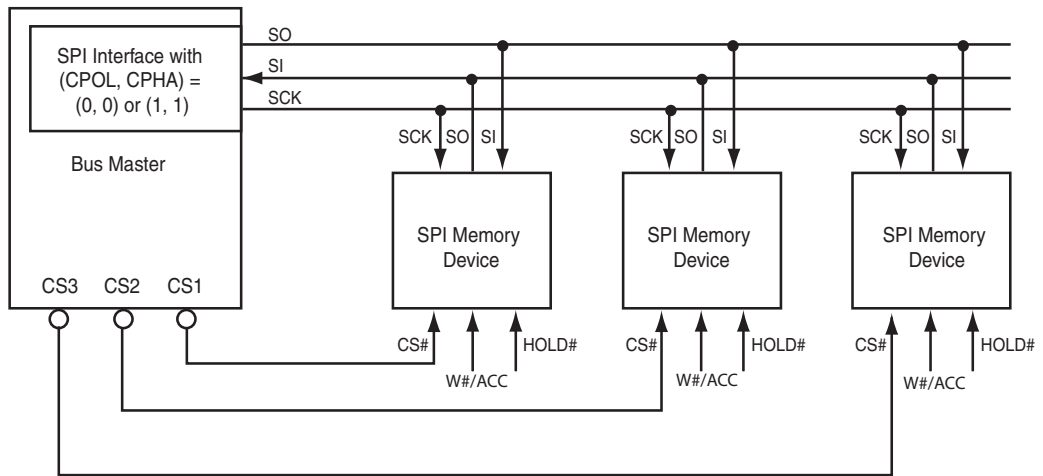 SO
SPI Interface with
(CPOL, CPHA) =
(0, 0) or (1, 1)
SI
SCK
Bus Master
SCK SO SI
SCK SO SI
SCK SO SI
SPI Memory
Device
SPI Memory
Device
SPI Memory
Device
CS3 CS2 CS1
CS# HOLD#
W#/ACC
CS# HOLD#
W#/ACC
CS# HOLD#
W#/ACC